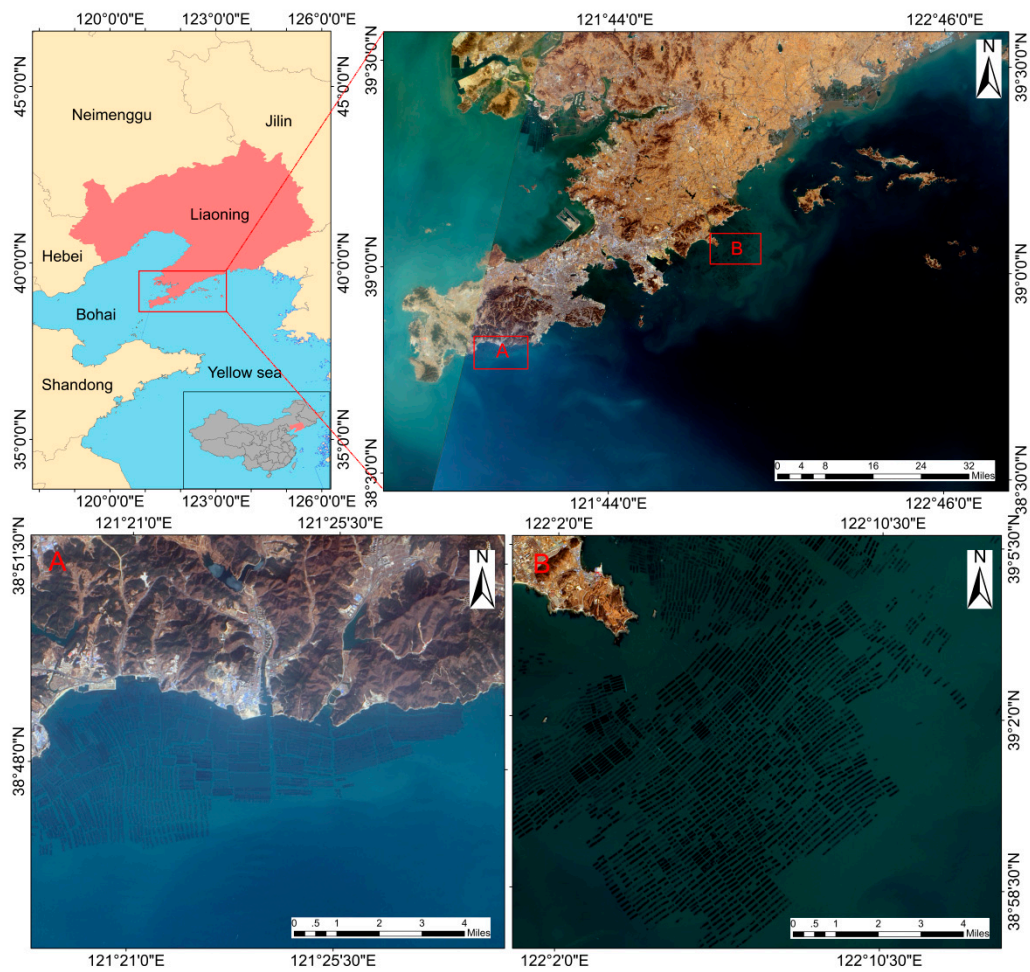 120°0'0"E 123°0'0"E 126°0'0"E
45°0'0"N
40°0'0"N
35°0'0"N
Neimenggu
Jilin
Liaoning
Hebei
Bohai
Shandong
Yellow sea
45°0'0"N
40°0'0"N
35°0'0"N
120°0'0"E 123°0'0"E 126°0'0"E
121°44'0"E 122°46'0"E
39°30'0"N
39°0'0"N
38°30'0"N
N
B
A
0 4 8 16 24 32
Miles
39°30'0"N
39°0'0"N
38°30'0"N
121°44'0"E 122°46'0"E
121°21'0"E 121°25'30"E
38°51'30"N
38°48'0"N
A
N
0 .5 1 2 3 4
Miles
121°21'0"E 121°25'30"E
122°2'0"E 122°10'30"E
B
N
39°5'30"N
39°2'0"N
38°58'30"N
0 .5 1 2 3 4
Miles
122°2'0"E 122°10'30"E